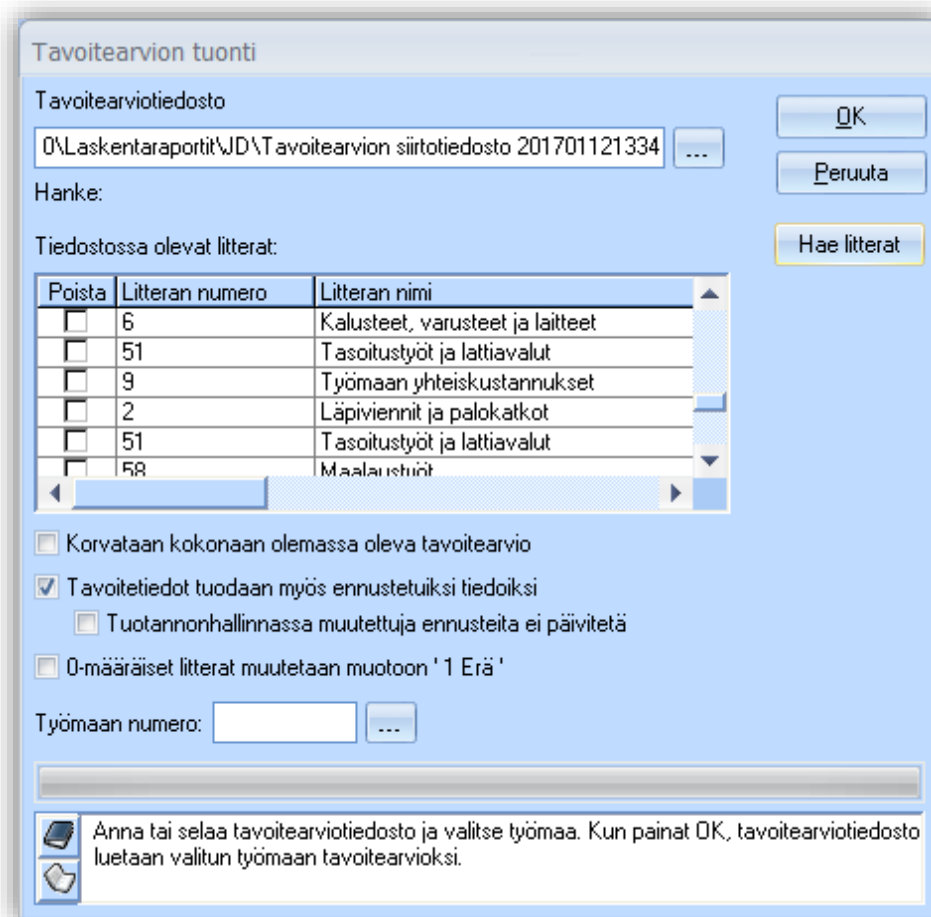 Tavoitearvion tuonti
Tavoitearviotiedosto
OK
0\Laskentaraportit\JD\Tavoitearvion siirtotiedosto 201701121334
...
Peruuta
Hanke:
Hae litterat
Tiedostossa olevat litterat:
Poista Litteran numero Litteran nimi
6 Kalusteet, varusteet ja laitteet
51 Tasoitustyöt ja lattiavalut
9 Työmaan yhteiskustannukset
2 Läpiviennit ja palokatkot
51 Tasoitustyöt ja lattiavalut
58 Maalaustyöt
Korvataan kokonaan olemassa oleva tavoitearvio
Tavoitetiedot tuodaan myös ennustetuiksi tiedoiksi
Tuotannonhallinnassa muutettuja ennusteita ei päivitetä
0-määräiset litterat muutetaan muotoon ' 1 Erä '
Työmaan numero:
...
Anna tai selaa tavoitearviotiedosto ja valitse työmaa. Kun painat OK, tavoitearviotiedosto
luetaan valitun työmaan tavoitearvioksi.